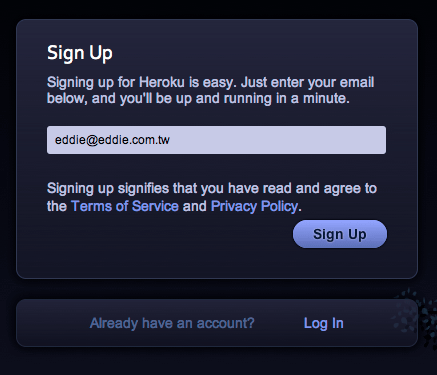 Sign Up
Signing up for Heroku is easy. Just enter your email
below, and you'll be up and running in a minute.
eddie@eddie.com.tw
Signing up signifies that you have read and agree to
the Terms of Service and Privacy Policy.
Sign Up
Already have an account? Log In